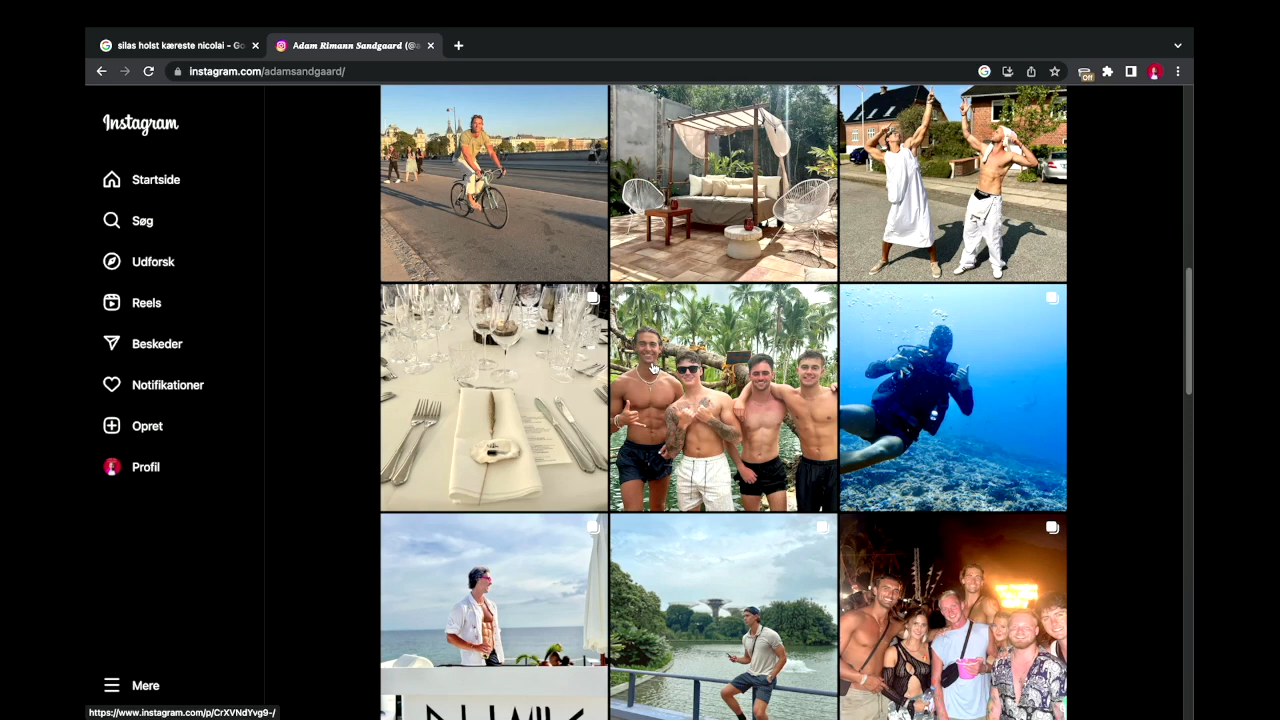 silas holst kæreste nicolai - Go
Adam Rimann Sandgaard (@a
instagram.com/adamsandgaard/
Off
Instagram
Startside
Søg
Udforsk
Reels
Beskeder
Notifikationer
Opret
Profil
Mere
https://www.instagram.com/p/CrXVNdYvg9-/